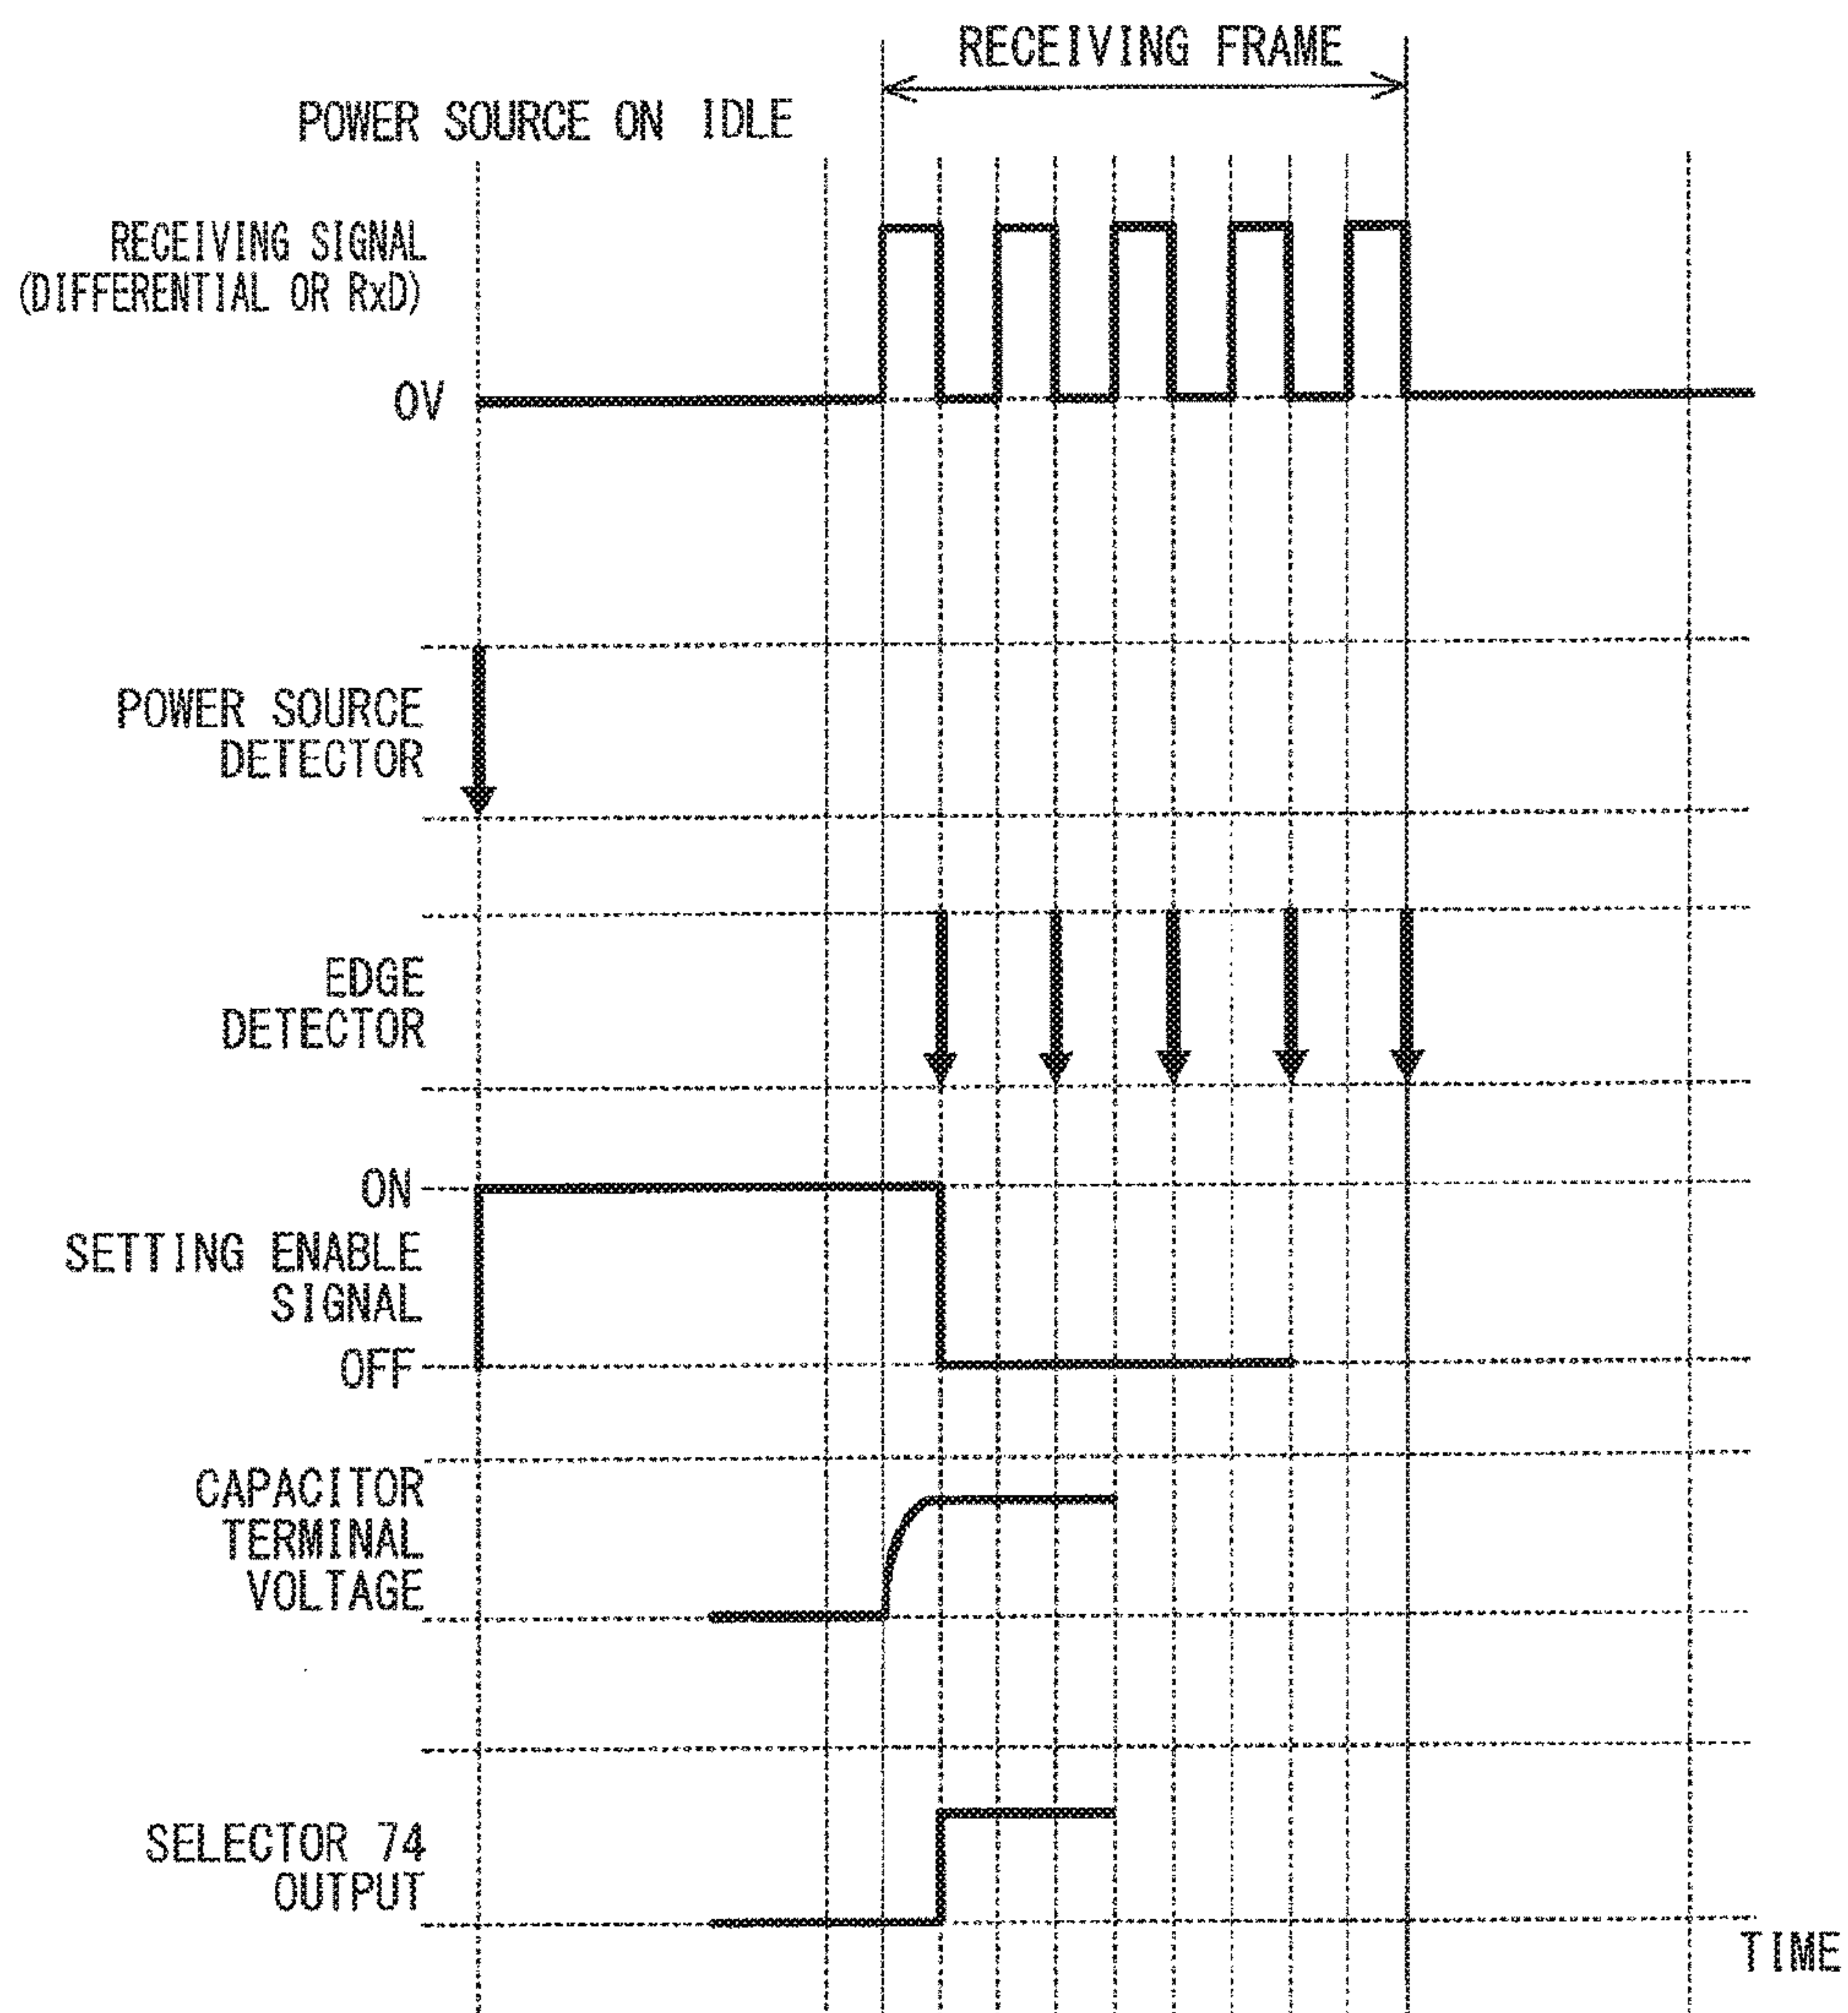 RECEIVING FRAME
POWER SOURCE ON IDLE
RECEIVING SIGNAL
(DIFFERENTIAL OR RxD)
0V
POWER SOURCE
DETECTOR
EDGE
DETECTOR
ON
SETTING ENABLE
SIGNAL
OFF
CAPACITOR
TERMINAL
VOLTAGE
SELECTOR 74
OUTPUT
TIME